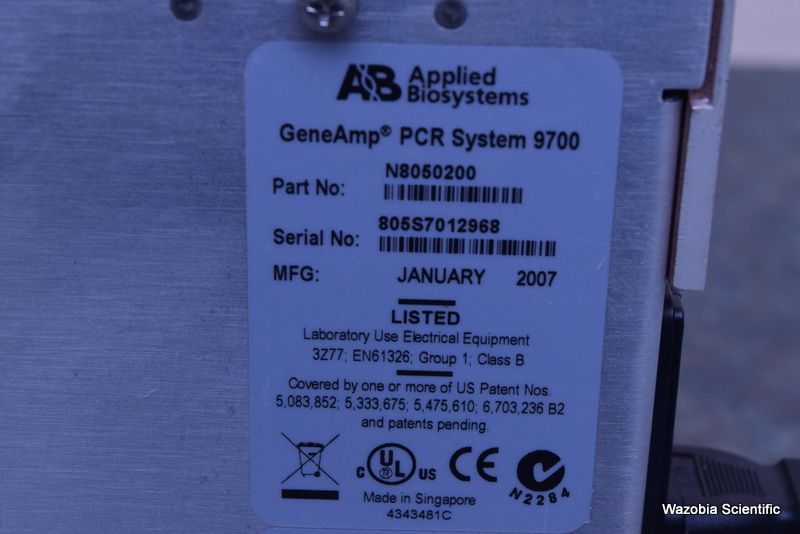 AB Applied
Biosystems
GeneAmp® PCR System 9700
Part No: N8050200
Serial No: 805S7012968
MFG: JANUARY 2007
LISTED
Laboratory Use Electrical Equipment
3Z77; EN61326; Group 1; Class B
Covered by one or more of US Patent Nos.
5,083,852; 5,333,675; 5,475,610; 6,703,236 B2
and patents pending.
C UL US CE N2284
Made in Singapore
4343481C
Wazobia Scientific